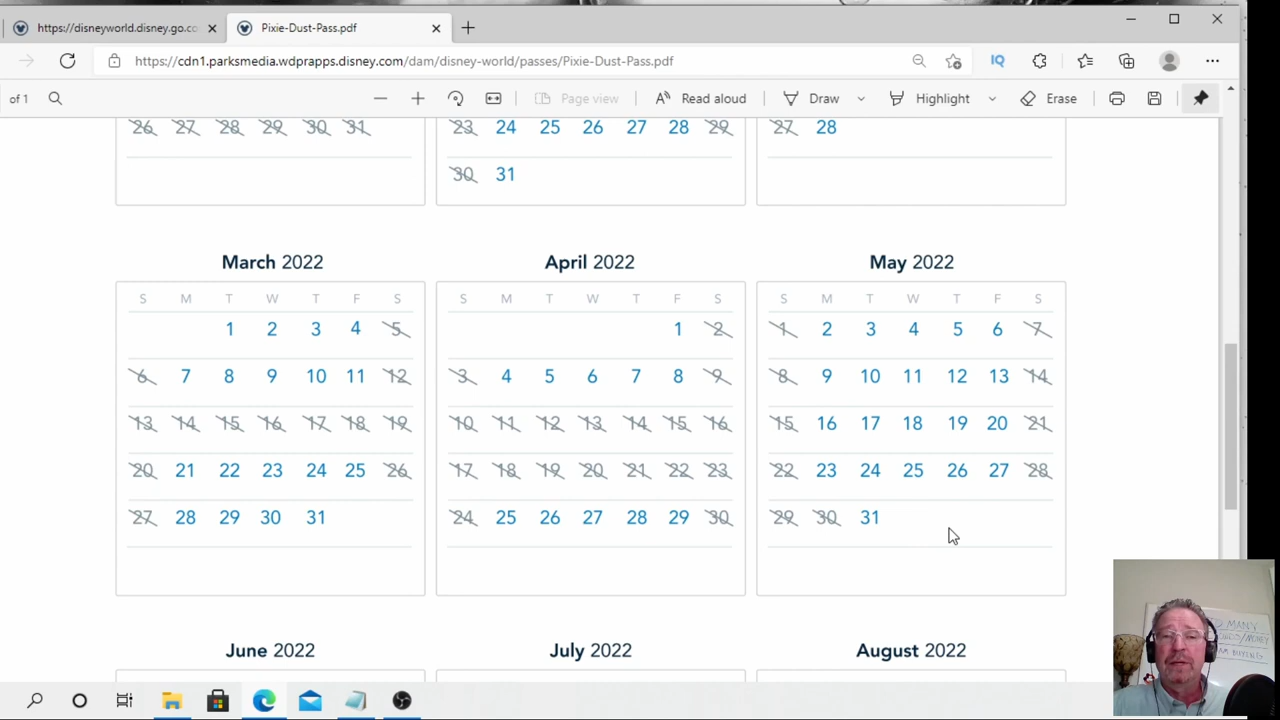 https://disneyworld.disney.go.co
Pixie-Dust-Pass.pdf
https://cdn1.parksmedia.wdprapps.disney.com/dam/disney-world/passes/Pixie-Dust-Pass.pdf
IQ
of 1
Page view
Read aloud
Draw
Highlight
Erase
26 27 28 29 30 31
23 24 25 26 27 28 29
30 31
27 28
March 2022
S M T W T F S
1 2 3 4 5
6 7 8 9 10 11 12
13 14 15 16 17 18 19
20 21 22 23 24 25 26
27 28 29 30 31
April 2022
S M T W T F S
1 2
3 4 5 6 7 8 9
10 11 12 13 14 15 16
17 18 19 20 21 22 23
24 25 26 27 28 29 30
May 2022
S M T W T F S
1 2 3 4 5 6 7
8 9 10 11 12 13 14
15 16 17 18 19 20 21
22 23 24 25 26 27 28
29 30 31
June 2022
July 2022
August 2022
MANY
/MONEY
AM BUYING